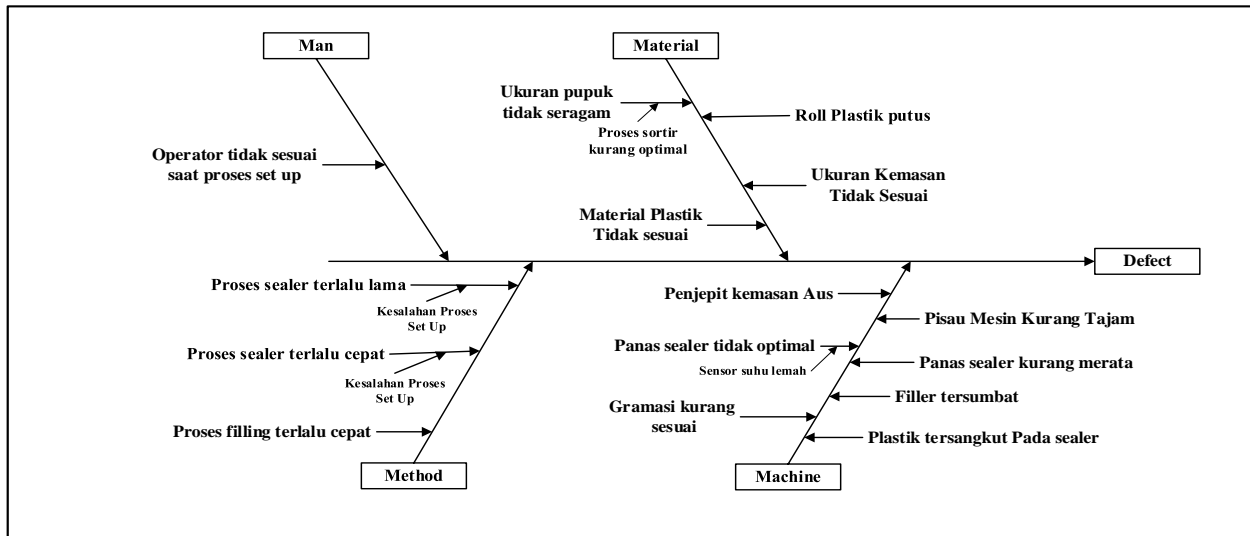 Man
Material
Ukuran pupuk
tidak seragam
Proses sortir
kurang optimal
Roll Plastik putus
Operator tidak sesuai
saat proses set up
Ukuran Kemasan
Tidak Sesuai
Material Plastik
Tidak sesuai
Defect
Proses sealer terlalu lama
Kesalahan Proses
Set Up
Proses sealer terlalu cepat
Kesalahan Proses
Set Up
Proses filling terlalu cepat
Method
Penjepit kemasan Aus
Pisau Mesin Kurang Tajam
Panas sealer tidak optimal
Sensor suhu lemah
Panas sealer kurang merata
Filler tersumbat
Gramasi kurang
sesuai
Plastik tersangkut Pada sealer
Machine